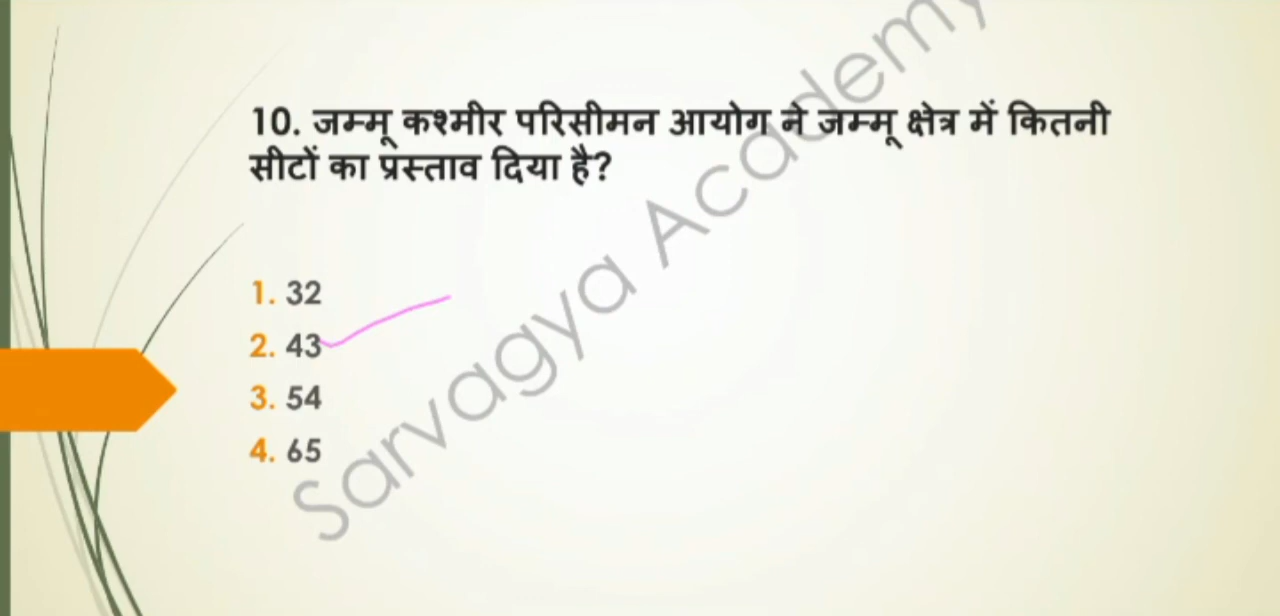 10. जम्मू कश्मीर परिसीमन आयोग ने जम्मू क्षेत्र में कितनी
सीटों का प्रस्ताव दिया है?
1. 32
2. 43
3. 54
4. 65
Sarvagya Academy